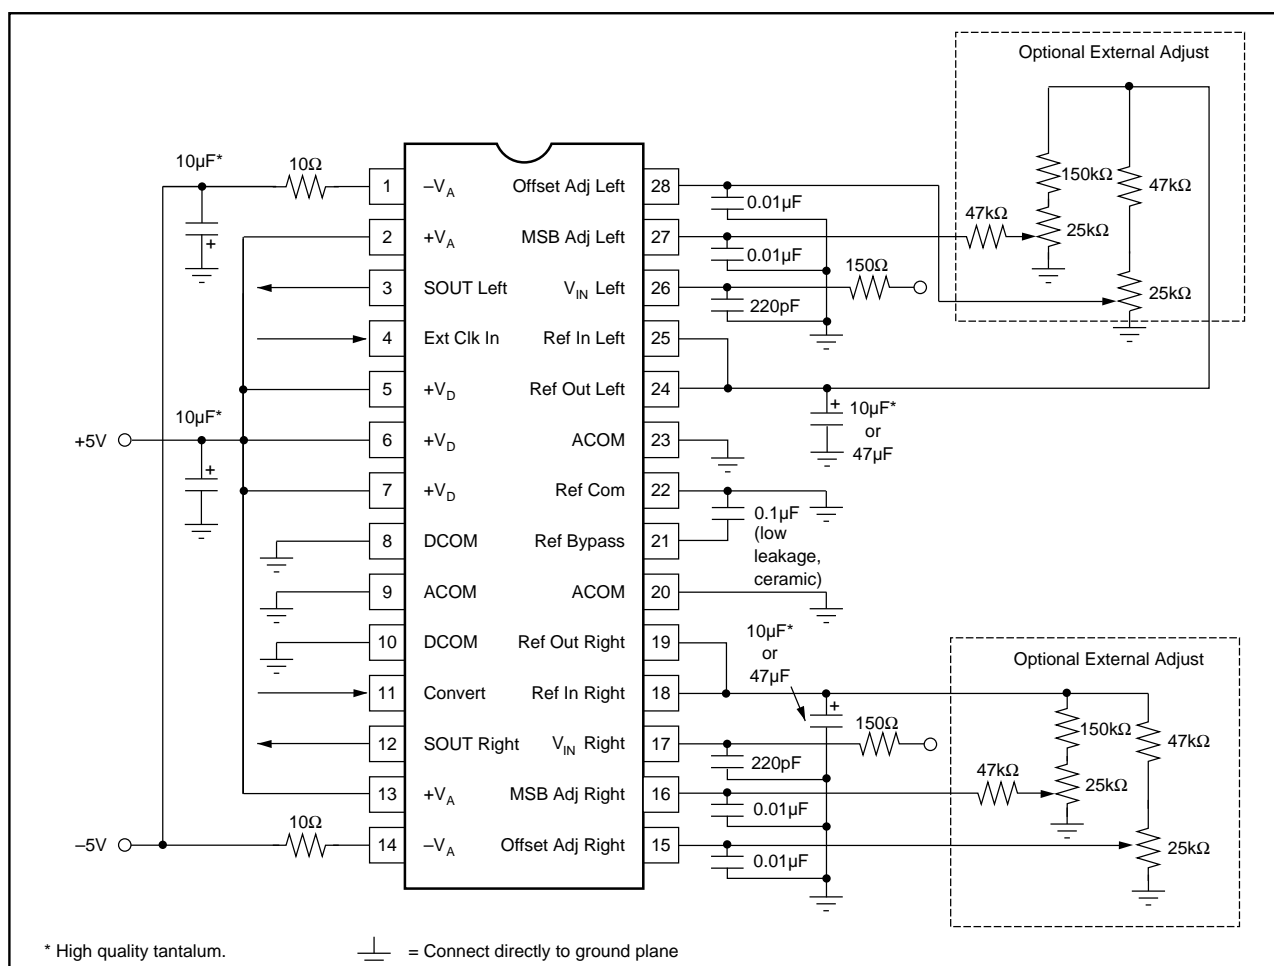 Optional External Adjust
150kΩ
47kΩ
47kΩ
25kΩ
25kΩ
10µF*
10Ω
1
–VA
Offset Adj Left
28
0.01µF
2
+VA
MSB Adj Left
27
0.01µF
150Ω
3
SOUT Left
VIN Left
26
220pF
4
Ext Clk In
Ref In Left
25
5
+VD
Ref Out Left
24
+
10µF*
or
47µF
10µF*
+5V
6
+VD
ACOM
23
+
+
7
+VD
Ref Com
22
0.1µF
(low
leakage,
ceramic)
8
DCOM
Ref Bypass
21
9
ACOM
ACOM
20
10
DCOM
Ref Out Right
19
10µF*
or
47µF
11
Convert
Ref In Right
18
+
12
SOUT Right
VIN Right
17
150Ω
220pF
13
+VA
MSB Adj Right
16
0.01µF
–5V
10Ω
14
–VA
Offset Adj Right
15
0.01µF
Optional External Adjust
150kΩ
47kΩ
47kΩ
25kΩ
25kΩ
* High quality tantalum.
= Connect directly to ground plane